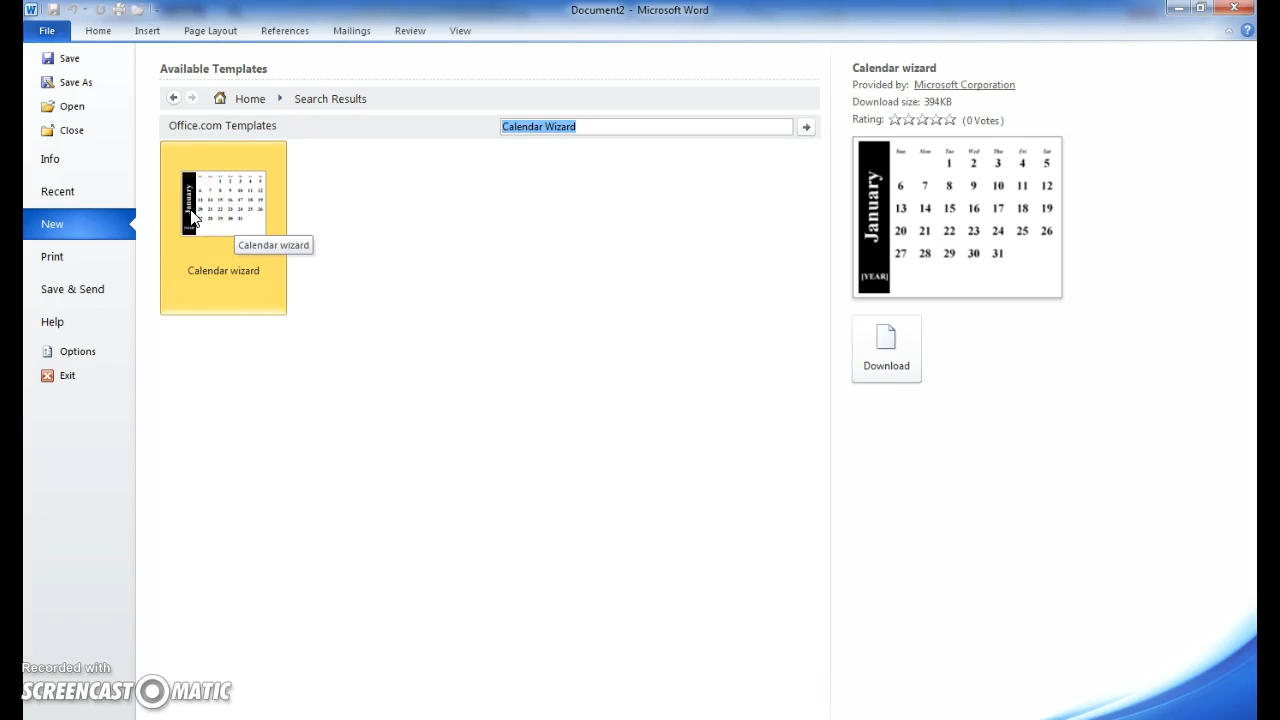 Document2 - Microsoft Word
File Home Insert Page Layout References Mailings Review View
Save
Save As
Open
Close
Info
Recent
New
Print
Save & Send
Help
Options
Exit
Available Templates
Home Search Results
Office.com Templates Calendar Wizard
Calendar wizard
Calendar wizard
Calendar wizard
Provided by: Microsoft Corporation
Download size: 394KB
Rating: (0 Votes)
January
[YEAR]
Sun Mon Tue Wed Thu Fri Sat
1 2 3 4 5
6 7 8 9 10 11 12
13 14 15 16 17 18 19
20 21 22 23 24 25 26
27 28 29 30 31
Download
Recorded with
SCREENCAST MATIC